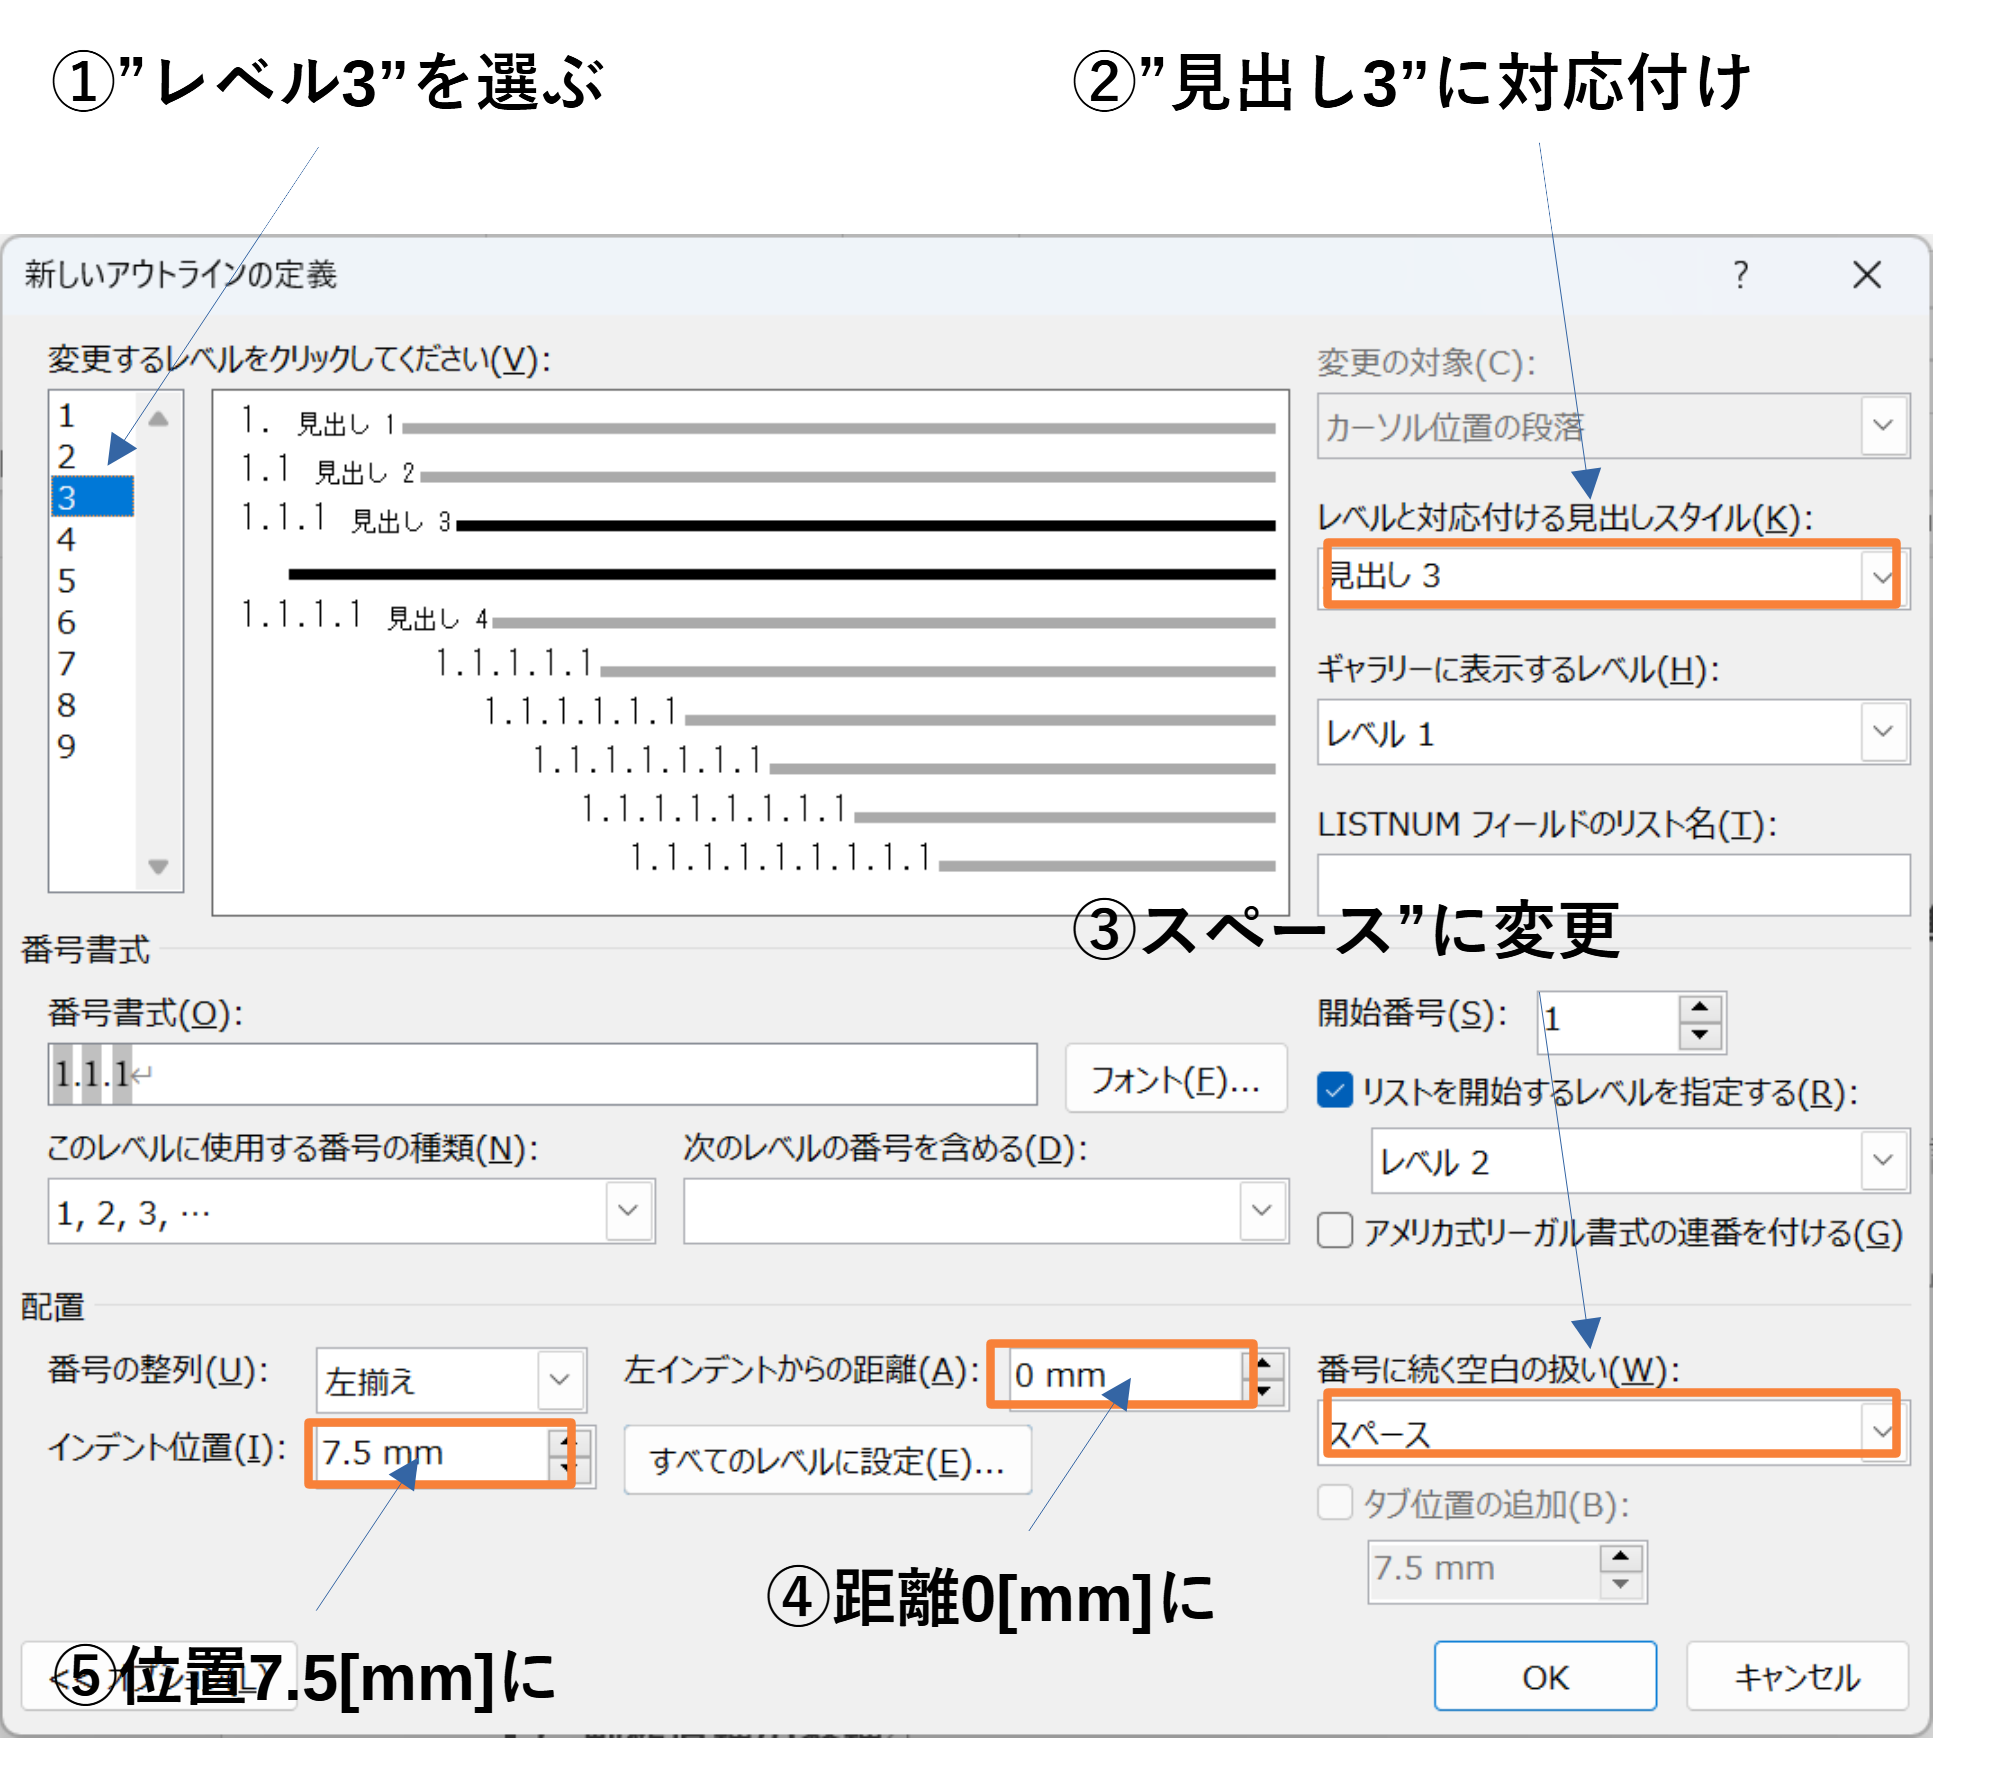 ①”レベル3”を選ぶ
②”見出し3”に対応付け
新しいアウトラインの定義
?
変更するレベルをクリックしてください(V):
1
2
3
4
5
6
7
8
9
1. 見出し 1
1.1 見出し 2
1.1.1 見出し 3
1.1.1.1 見出し 4
1.1.1.1.1
1.1.1.1.1.1
1.1.1.1.1.1.1
1.1.1.1.1.1.1.1
1.1.1.1.1.1.1.1.1
変更の対象(C):
カーソル位置の段落
レベルと対応付ける見出しスタイル(K):
見出し 3
ギャラリーに表示するレベル(H):
レベル 1
LISTNUM フィールドのリスト名(T):
③スペース”に変更
番号書式
番号書式(O):
1.1.1↵
フォント(F)...
このレベルに使用する番号の種類(N):
1, 2, 3, …
次のレベルの番号を含める(D):
開始番号(S):
1
リストを開始するレベルを指定する(R):
レベル 2
アメリカ式リーガル書式の連番を付ける(G)
配置
番号の整列(U):
左揃え
左インデントからの距離(A):
0 mm
番号に続く空白の扱い(W):
スペース
インデント位置(I):
7.5 mm
すべてのレベルに設定(E)...
タブ位置の追加(B):
7.5 mm
④距離0[mm]に
⑤位置7.5[mm]に
OK
キャンセル